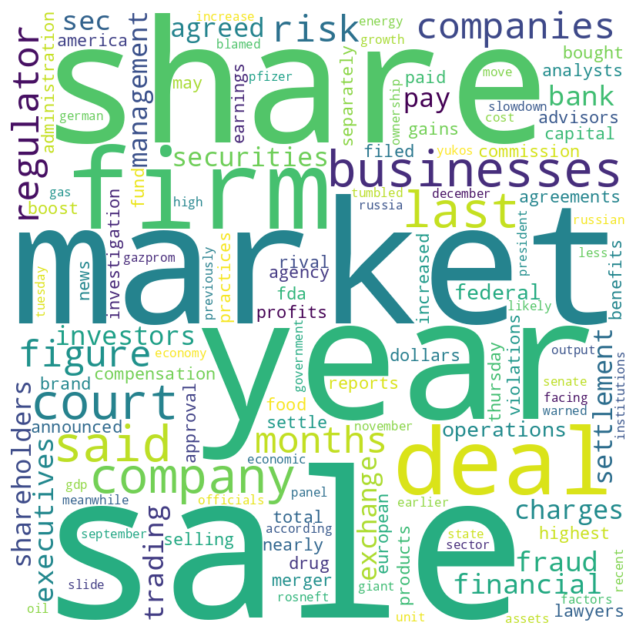 sec
america
agreed
increase
blamed
risk
energy
growth
companies
share
bought
analysts
administration
german
may
management
earnings
pfizer
separately
ownership
paid
pay
move
slowdown
cost
bank
advisors
gains
capital
regulator
firm
securities
filed
yukos
commission
businesses
gas
boost
fund
high
investigation
tumbled
december
russia
last
agreements
russian
less
market
tuesday
news
gazprom
previously
practices
rival
agency
fda
profits
increased
federal
president
likely
benefits
year
investors
figure
economy
compensation
government
dollars
reports
thursday
violations
output
senate
facing
warned
institutions
brand
court
announced
approval
food
settle
november
operations
settlement
shareholders
executives
said
months
deal
company
exchange
gdp
meanwhile
economic
officials
panel
earlier
charges
highest
september
trading
selling
total
according
nearly
european
products
state
sector
fraud
sale
slide
drug
merger
giant
financial
factors
recent
oil
rosneft
unit
assets
lawyers